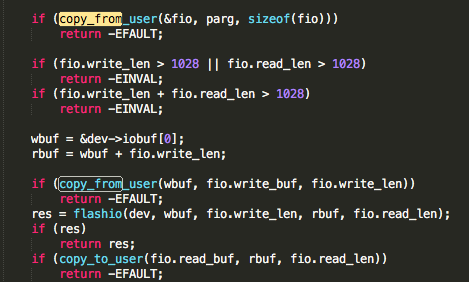 if (copy_from_user(&fio, parg, sizeof(fio)))
return -EFAULT;
if (fio.write_len > 1028 || fio.read_len > 1028)
return -EINVAL;
if (fio.write_len + fio.read_len > 1028)
return -EINVAL;
wbuf = &dev->iobuf[0];
rbuf = wbuf + fio.write_len;
if (copy_from_user(wbuf, fio.write_buf, fio.write_len))
return -EFAULT;
res = flashio(dev, wbuf, fio.write_len, rbuf, fio.read_len);
if (res)
return res;
if (copy_to_user(fio.read_buf, rbuf, fio.read_len))
return -EFAULT;